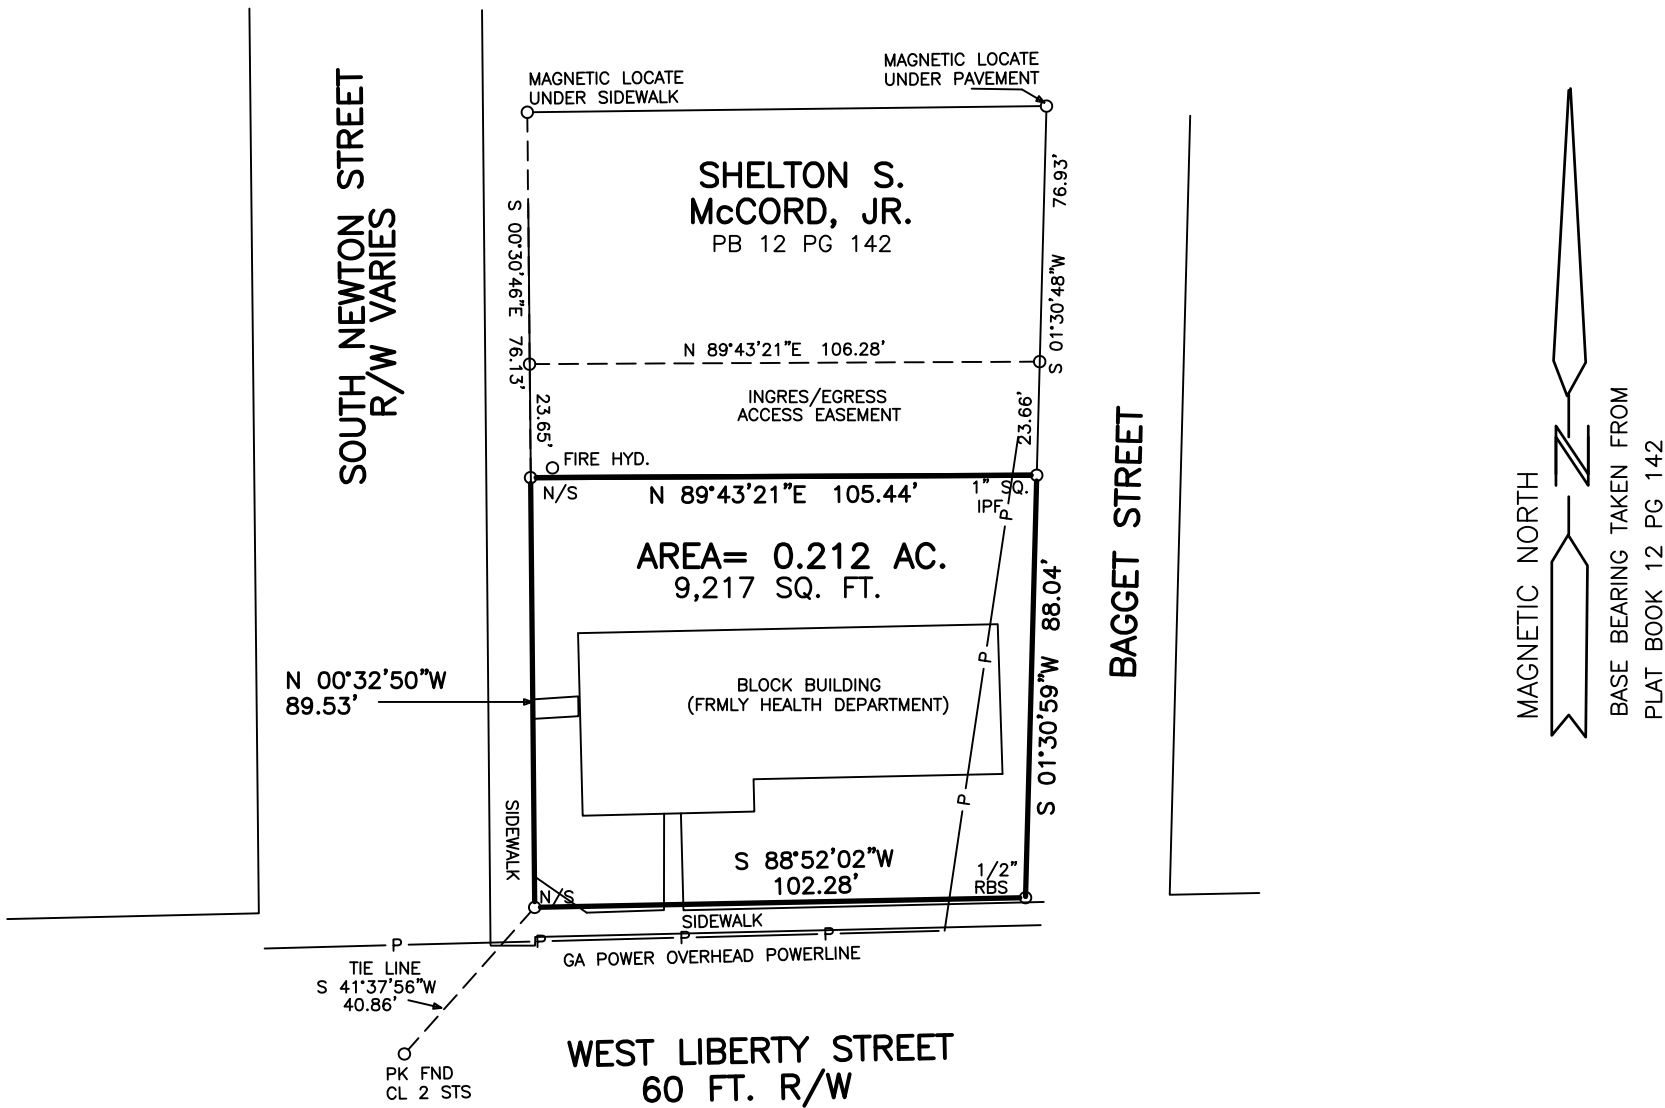 MAGNETIC LOCATE
UNDER SIDEWALK
MAGNETIC LOCATE
UNDER PAVEMENT
SOUTH NEWTON STREET
R/W VARIES
SHELTON S.
McCORD, JR.
PB 12 PG 142
S 00°30'46"E 76.13'
76.93'
S 01°30'48"W
N 89°43'21"E 106.28'
INGRES/EGRESS
ACCESS EASEMENT
23.65'
23.66'
FIRE HYD.
N/S
N 89°43'21"E 105.44'
1" SQ.
IPF
P
AREA= 0.212 AC.
9,217 SQ. FT.
BAGGET STREET
S 01°30'59"W 88.04'
N 00°32'50"W
89.53'
BLOCK BUILDING
(FRMLY HEALTH DEPARTMENT)
P
P
SIDEWALK
S 88°52'02"W
102.28'
1/2"
RBS
N/S
SIDEWALK
P
P
P
P
GA POWER OVERHEAD POWERLINE
TIE LINE
S 41°37'56"W
40.86'
PK FND
CL 2 STS
WEST LIBERTY STREET
60 FT. R/W
N
MAGNETIC NORTH
BASE BEARING TAKEN FROM
PLAT BOOK 12 PG 142